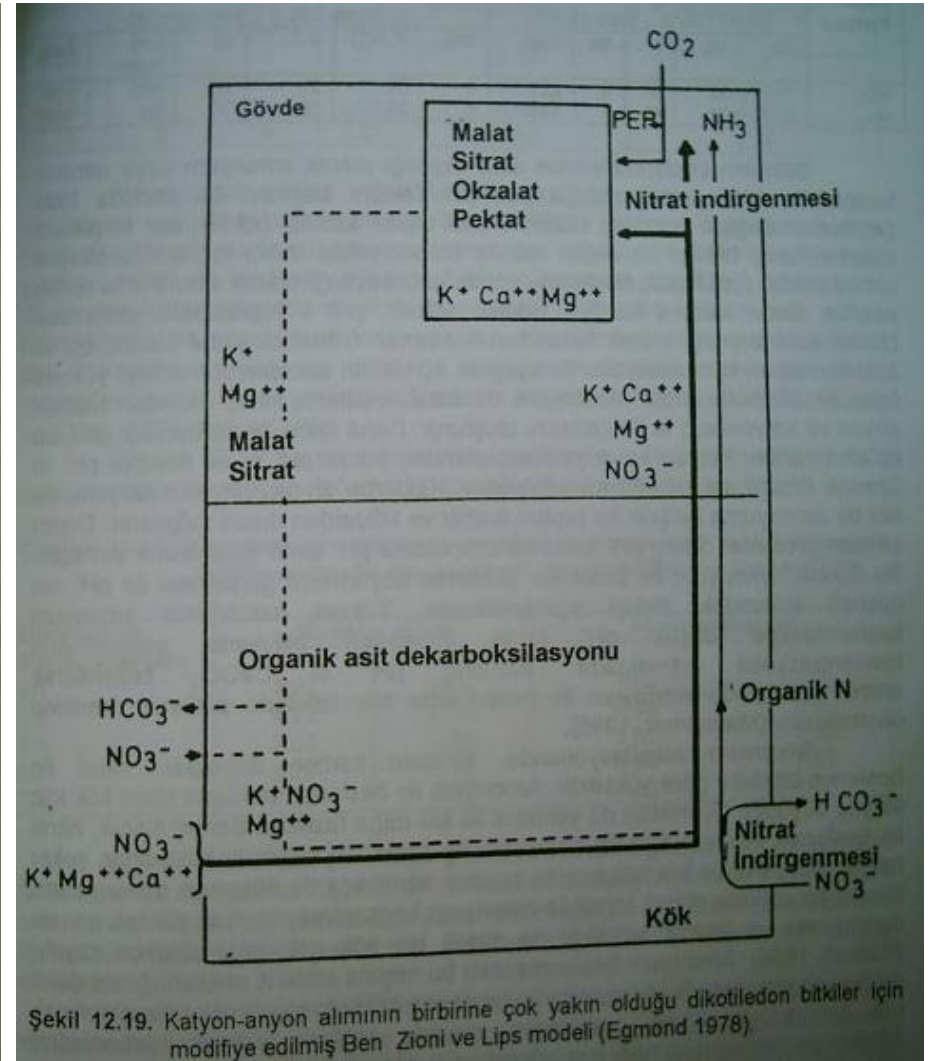 CO2
Gövde
PEP
NH3
Malat
Sitrat
Okzalat
Pektat
Nitrat indirgenmesi
K+ Ca++Mg++
K+
Mg++
Malat
Sitrat
K+ Ca++
Mg++
NO3-
Organik asit dekarboksilasyonu
HCO3-
NO3-
Organik N
K+NO3-
Mg++
NO3-
K+Mg++Ca++
HCO3-
Nitrat
İndirgenmesi
NO3-
Kök
Şekil 12.19. Katyon-anyon alımının birbirine çok yakın olduğu dikotiledon bitkiler için
modifiye edilmiş Ben Zioni ve Lips modeli (Egmond 1978)